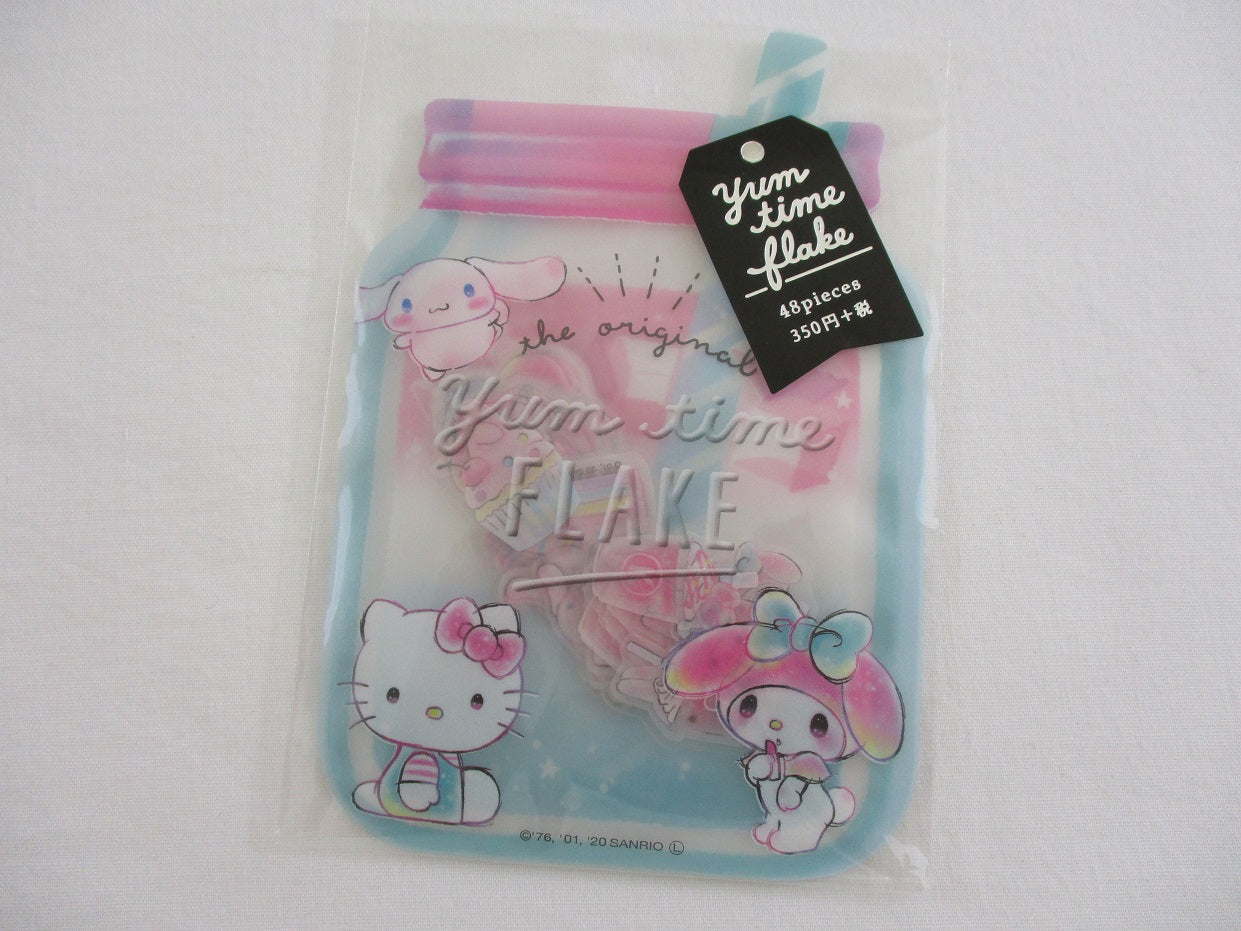 yum
time
flake
48pieces
350円+税
the original
Yum time
FLAKE
©'76, '01, '20 SANRIO Ⓛ